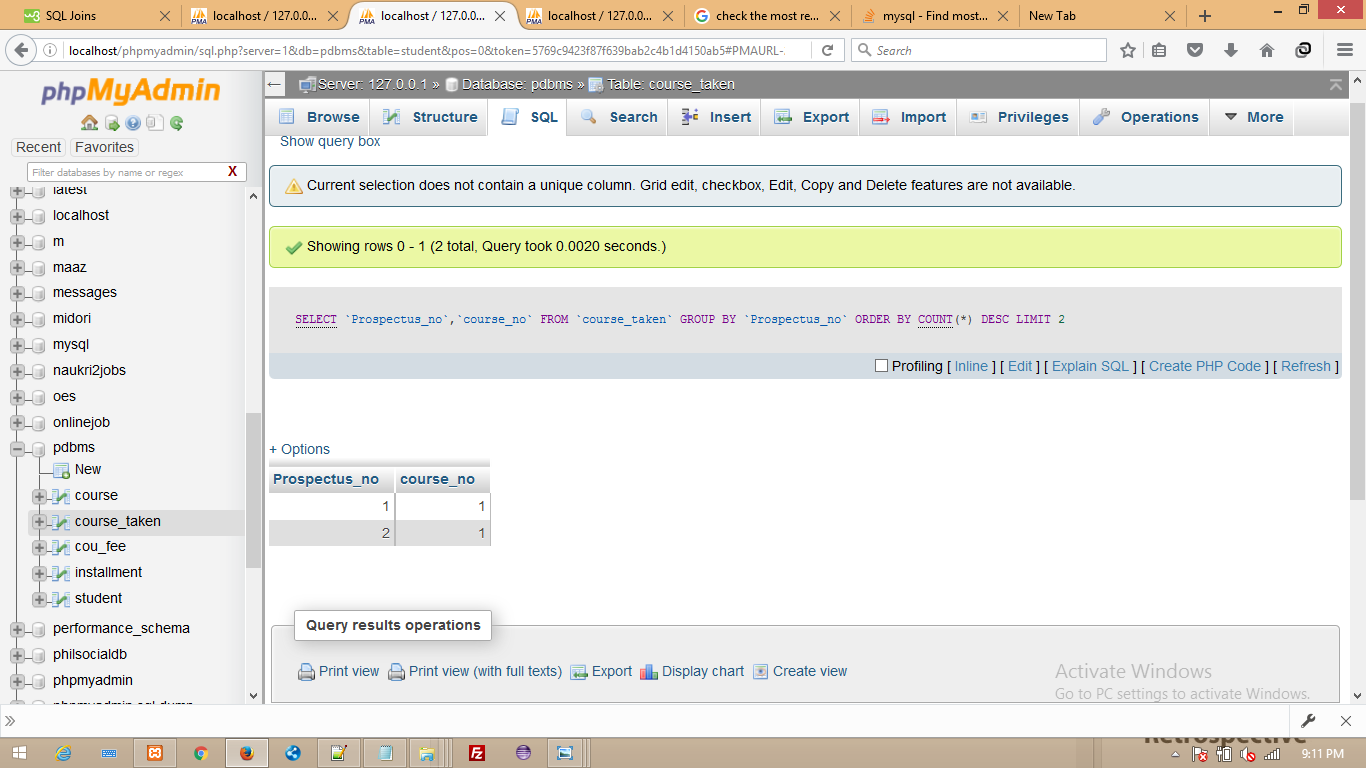 SQL Joins
localhost / 127.0.0....
localhost / 127.0.0....
localhost / 127.0.0....
check the most re...
mysql - Find most...
New Tab
localhost/phpmyadmin/sql.php?server=1&db=pdbms&table=student&pos=0&token=5769c9423f87f639bab2c4b1d4150ab5#PMAURL-
Search
phpMyAdmin
Recent
Favorites
Filter databases by name or regex
X
latest
localhost
m
maaz
messages
midori
mysql
naukri2jobs
oes
onlinejob
pdbms
New
course
course_taken
cou_fee
installment
student
performance_schema
philsocialdb
phpmyadmin
phpmyadmin sql dump
Server: 127.0.0.1 » Database: pdbms » Table: course_taken
Browse
Structure
SQL
Search
Insert
Export
Import
Privileges
Operations
More
Show query box
Current selection does not contain a unique column. Grid edit, checkbox, Edit, Copy and Delete features are not available.
Showing rows 0 - 1 (2 total, Query took 0.0020 seconds.)
SELECT `Prospectus_no`,`course_no` FROM `course_taken` GROUP BY `Prospectus_no` ORDER BY COUNT(*) DESC LIMIT 2
Profiling [ Inline ] [ Edit ] [ Explain SQL ] [ Create PHP Code ] [ Refresh ]
+ Options
Prospectus_no course_no
1 1
2 1
Query results operations
Print view
Print view (with full texts)
Export
Display chart
Create view
Activate Windows
Go to PC settings to activate Windows.
Retrospective
9:11 PM